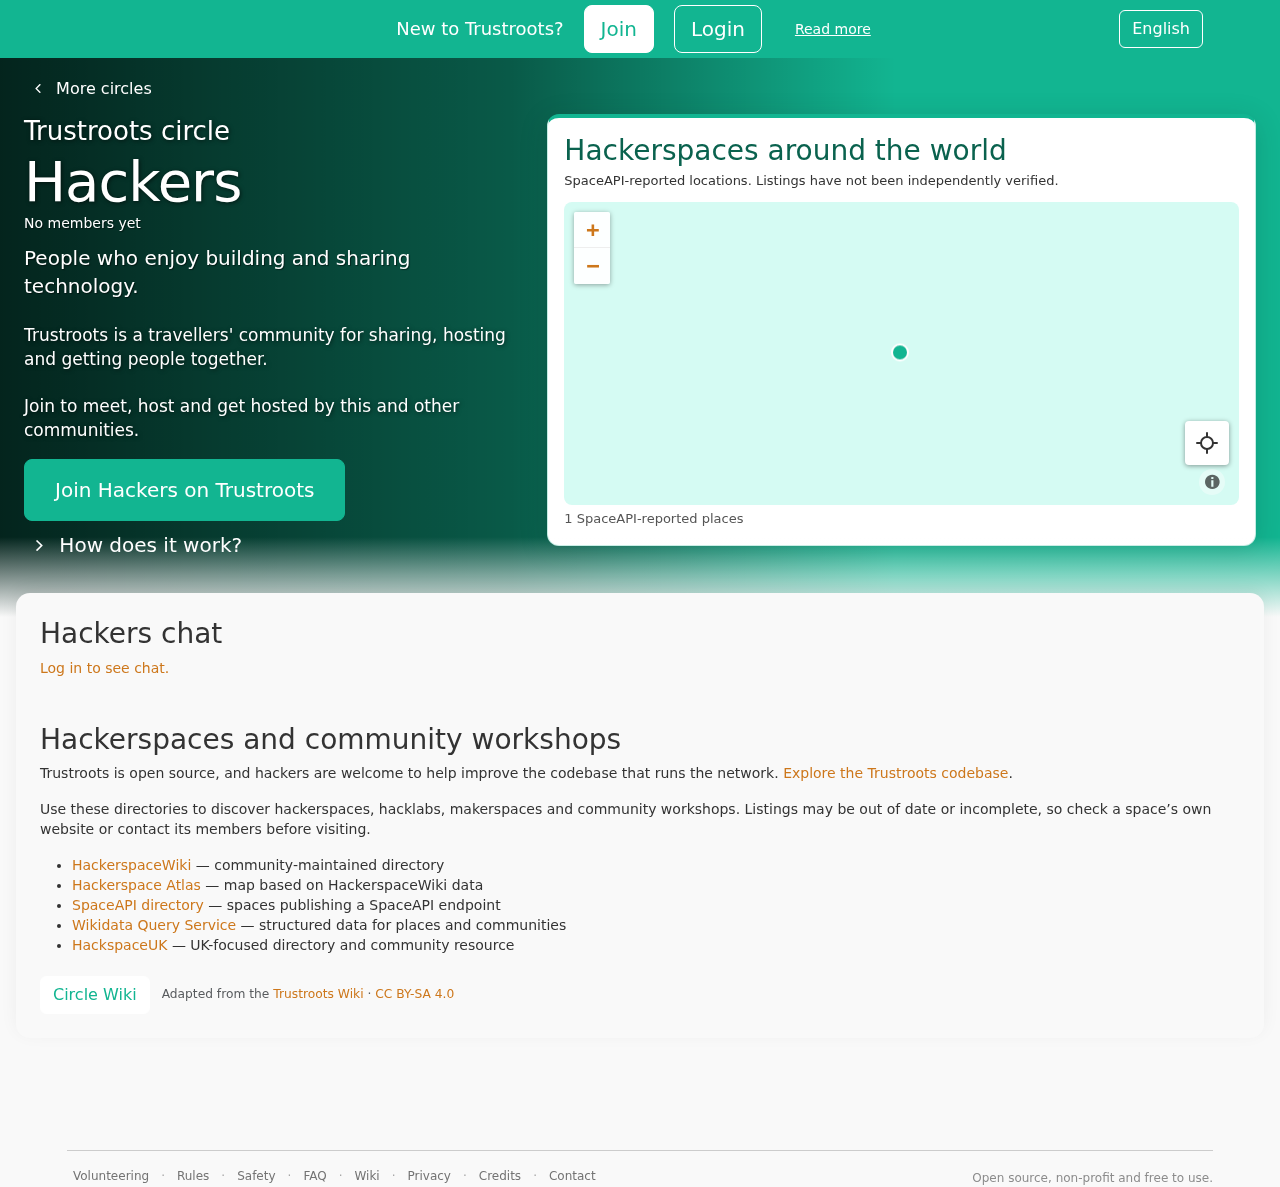 New to Trustroots? Join Login Read more English
More circles
Trustroots circle
Hackers
No members yet
People who enjoy building and sharing
technology.
Trustroots is a travellers' community for sharing, hosting
and getting people together.
Join to meet, host and get hosted by this and other
communities.
Join Hackers on Trustroots
How does it work?
Hackerspaces around the world
SpaceAPI-reported locations. Listings have not been independently verified.
+
−
1 SpaceAPI-reported places
Hackers chat
Log in to see chat.
Hackerspaces and community workshops
Trustroots is open source, and hackers are welcome to help improve the codebase that runs the network. Explore the Trustroots codebase.
Use these directories to discover hackerspaces, hacklabs, makerspaces and community workshops. Listings may be out of date or incomplete, so check a space’s own
website or contact its members before visiting.
• HackerspaceWiki — community-maintained directory
• Hackerspace Atlas — map based on HackerspaceWiki data
• SpaceAPI directory — spaces publishing a SpaceAPI endpoint
• Wikidata Query Service — structured data for places and communities
• HackspaceUK — UK-focused directory and community resource
Circle Wiki Adapted from the Trustroots Wiki · CC BY-SA 4.0
Volunteering · Rules · Safety · FAQ · Wiki · Privacy · Credits · Contact
Open source, non-profit and free to use.